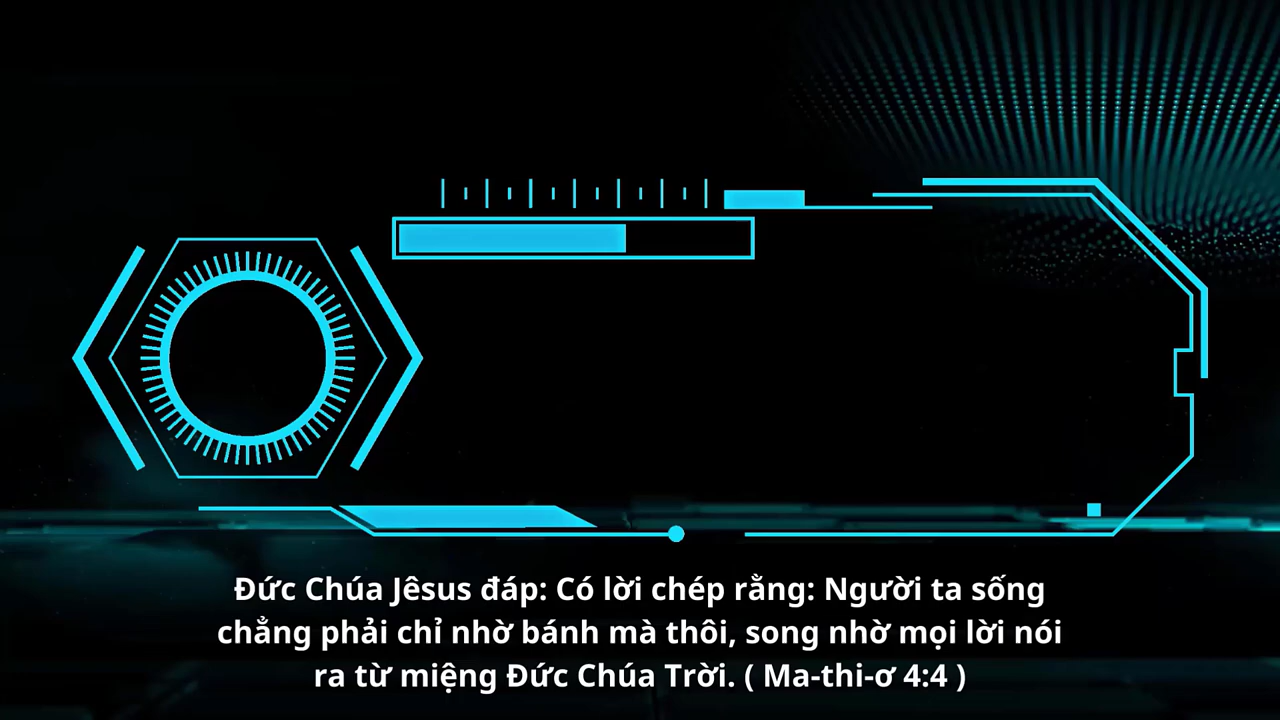 Đức Chúa Jêsus đáp: Có lời chép rằng: Người ta sống
chẳng phải chỉ nhờ bánh mà thôi, song nhờ mọi lời nói
ra từ miệng Đức Chúa Trời. ( Ma-thi-ơ 4:4 )